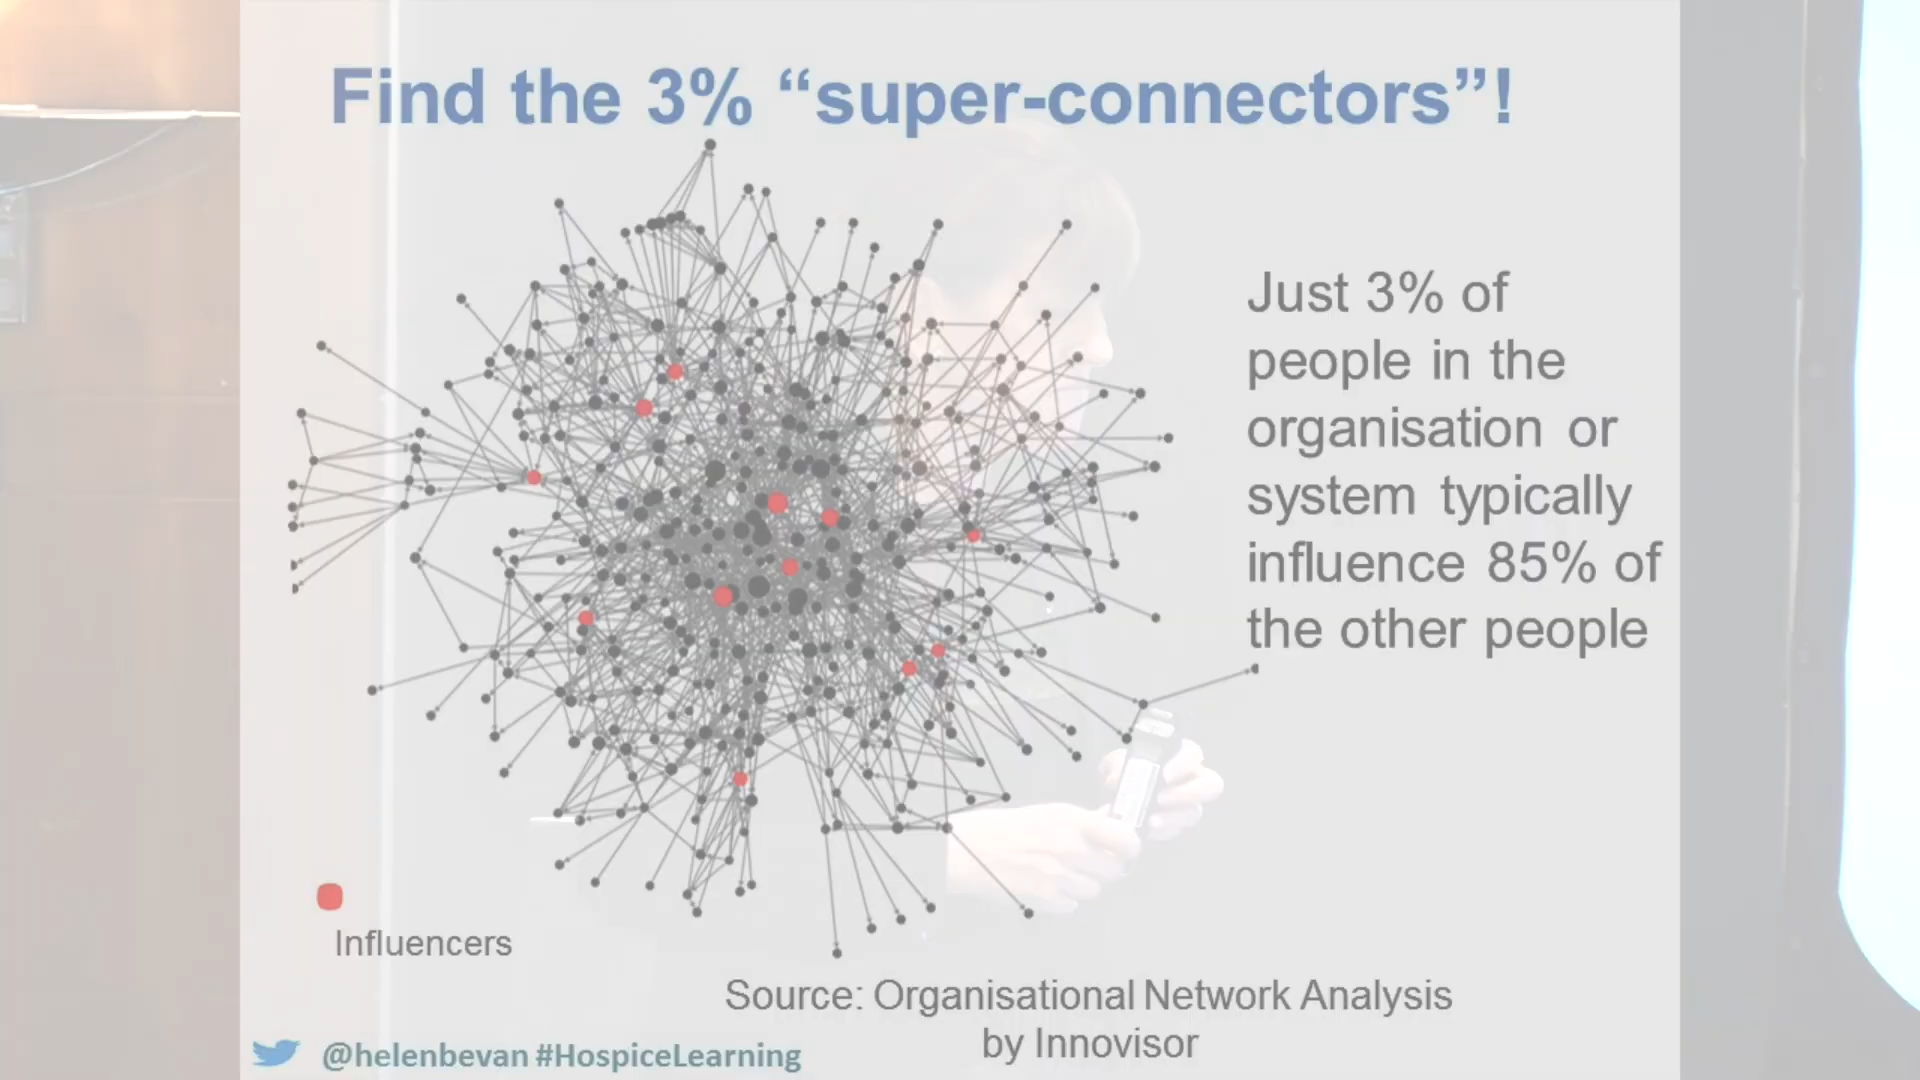 Find the 3% “super-connectors”!
Just 3% of
people in the
organisation or
system typically
influence 85% of
the other people
Influencers
Source: Organisational Network Analysis
by Innovisor
@helenbevan #HospiceLearning